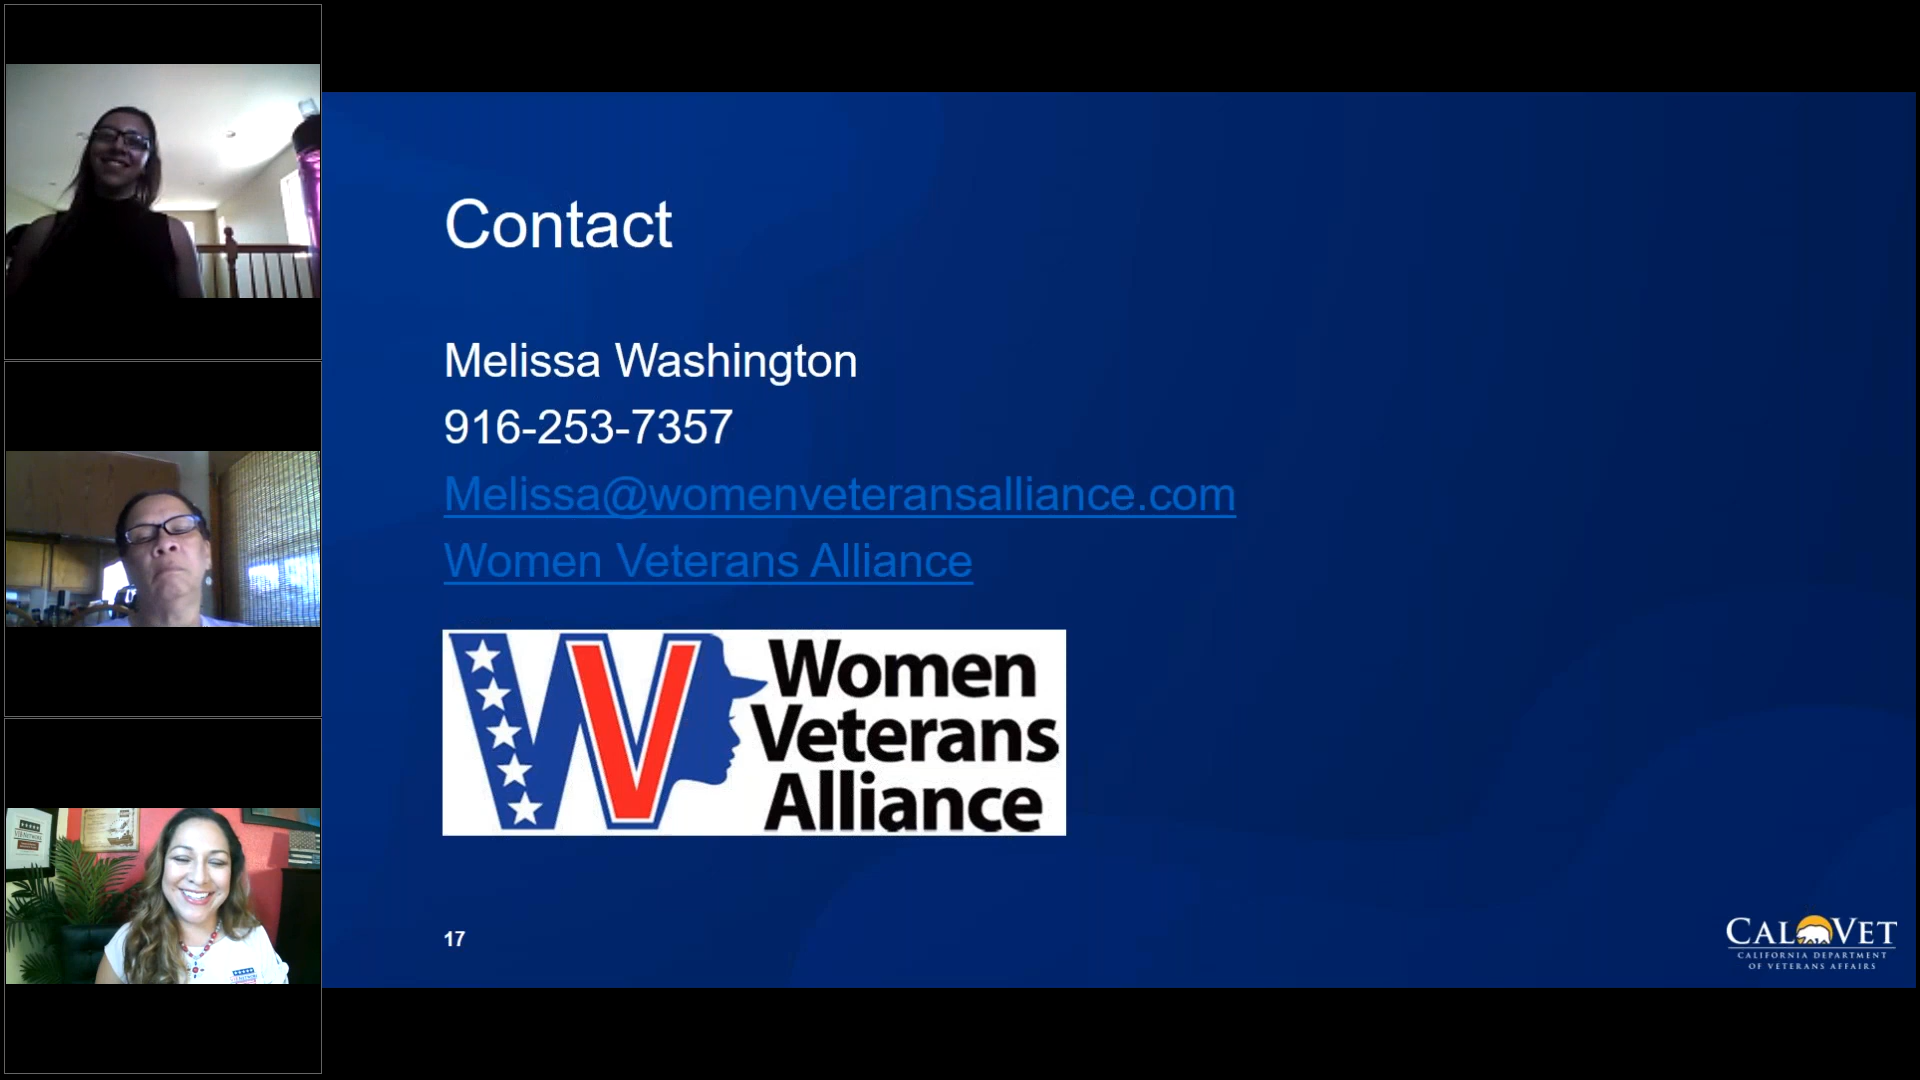 Contact
Melissa Washington
916-253-7357
Melissa@womenveteransalliance.com
Women Veterans Alliance
WV
Women
Veterans
Alliance
17
CALVET
CALIFORNIA DEPARTMENT
OF VETERANS AFFAIRS